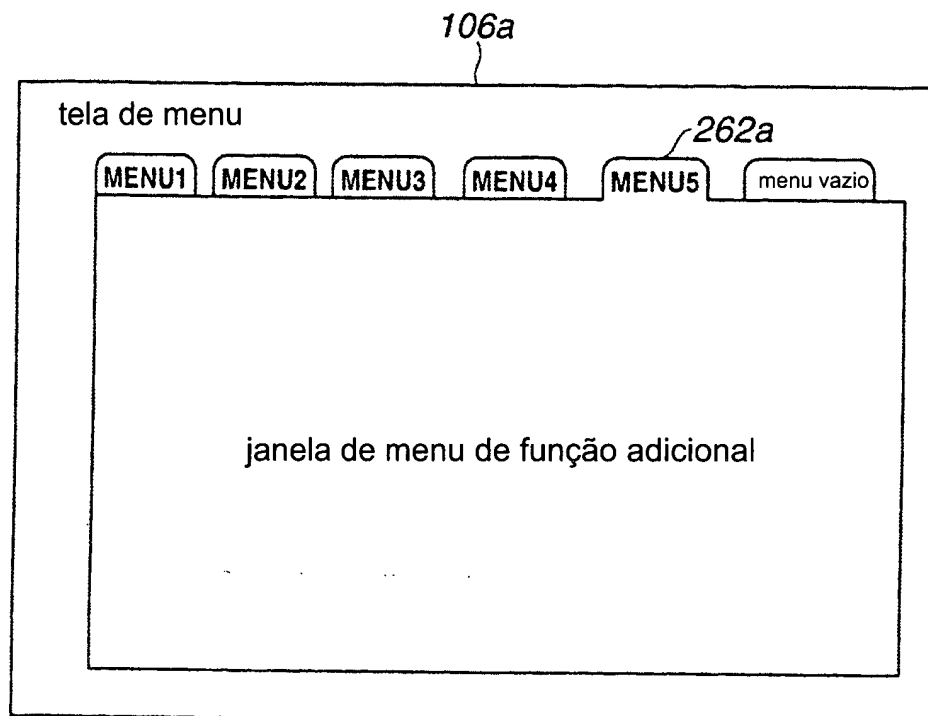 106a
tela de menu
262a
MENU1 MENU2 MENU3 MENU4 MENU5 menu vazio
janela de menu de função adicional